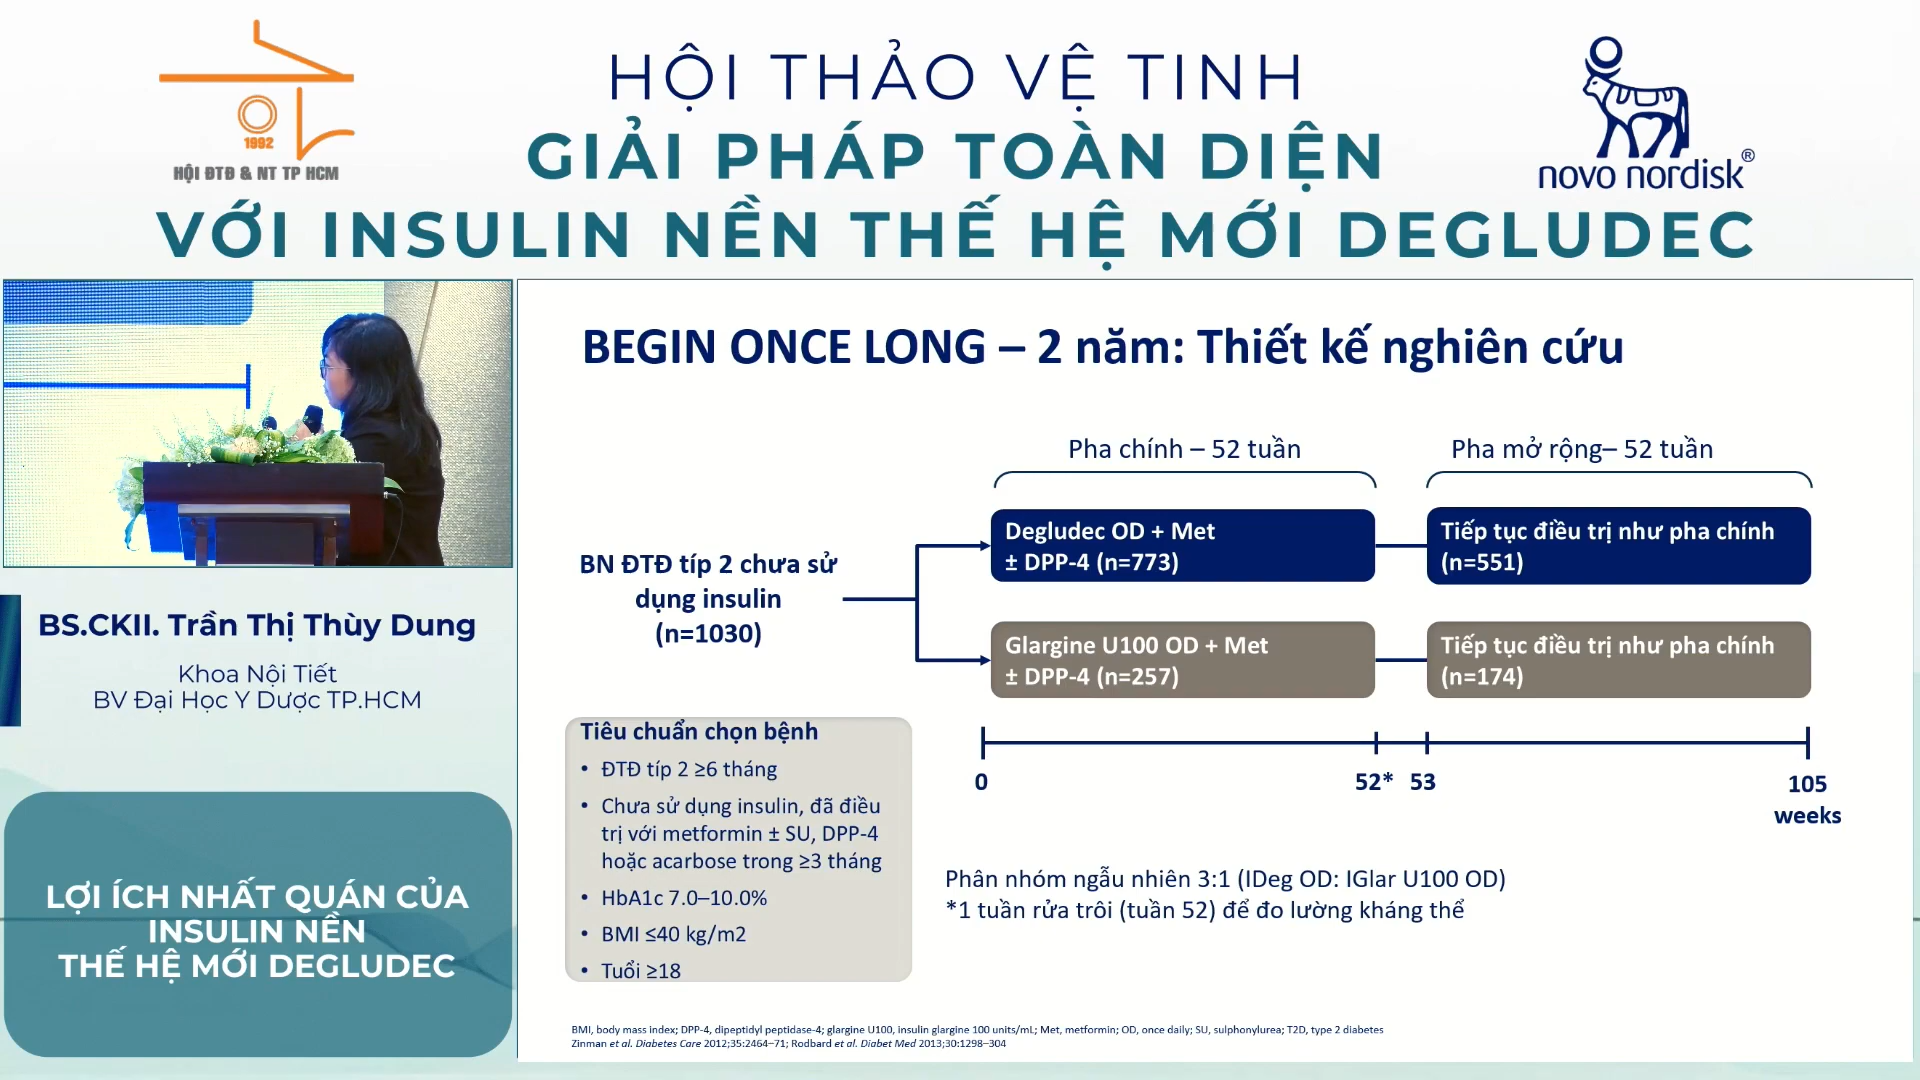 HỘI THẢO VỆ TINH
GIẢI PHÁP TOÀN DIỆN
VỚI INSULIN NỀN THẾ HỆ MỚI DEGLUDEC
1992
HỘI ĐTĐ & NT TP HCM
novo nordisk®
BS.CKII. Trần Thị Thùy Dung
Khoa Nội Tiết
BV Đại Học Y Dược TP.HCM
LỢI ÍCH NHẤT QUÁN CỦA
INSULIN NỀN
THẾ HỆ MỚI DEGLUDEC
BEGIN ONCE LONG – 2 năm: Thiết kế nghiên cứu
Pha chính – 52 tuần
Pha mở rộng– 52 tuần
BN ĐTĐ típ 2 chưa sử
dụng insulin
(n=1030)
Degludec OD + Met
± DPP-4 (n=773)
Tiếp tục điều trị như pha chính
(n=551)
Glargine U100 OD + Met
± DPP-4 (n=257)
Tiếp tục điều trị như pha chính
(n=174)
0
52*
53
105
weeks
Tiêu chuẩn chọn bệnh
• ĐTĐ típ 2 ≥6 tháng
• Chưa sử dụng insulin, đã điều
trị với metformin ± SU, DPP-4
hoặc acarbose trong ≥3 tháng
• HbA1c 7.0–10.0%
• BMI ≤40 kg/m2
• Tuổi ≥18
Phân nhóm ngẫu nhiên 3:1 (IDeg OD: IGlar U100 OD)
*1 tuần rửa trôi (tuần 52) để đo lường kháng thể
BMI, body mass index; DPP-4, dipeptidyl peptidase-4; glargine U100, insulin glargine 100 units/mL; Met, metformin; OD, once daily; SU, sulphonylurea; T2D, type 2 diabetes
Zinman et al. Diabetes Care 2012;35:2464–71; Rodbard et al. Diabet Med 2013;30:1298–304